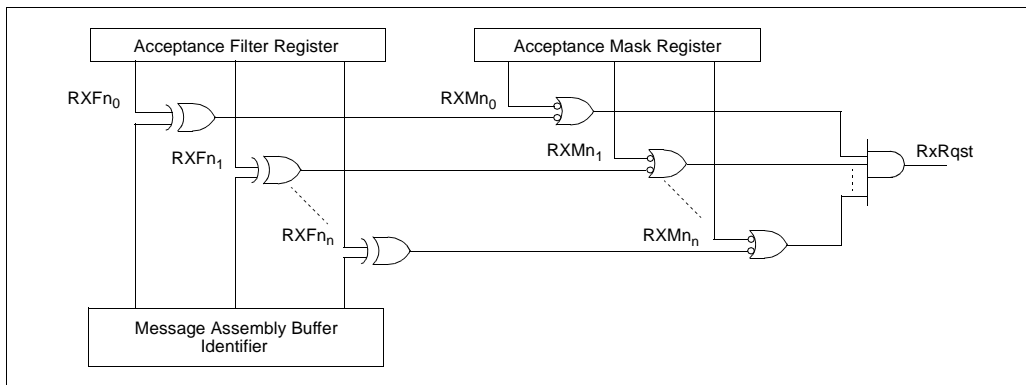 Acceptance Filter Register
Acceptance Mask Register
RXFn0
RXMn0
RXFn1
RXMn1
RxRqst
RXFnn
RXMnn
Message Assembly Buffer
Identifier